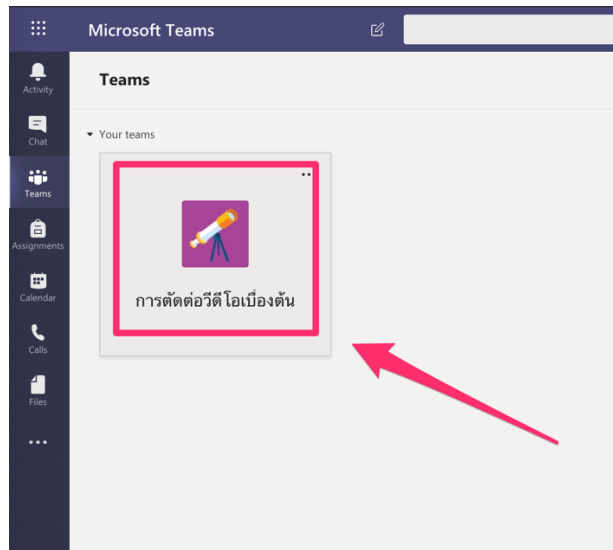 Microsoft Teams
Activity
Teams
Your teams
Chat
Teams
Assignments
Calendar
การตัดต่อวีดีโอเบื่องต้น
Calls
Files